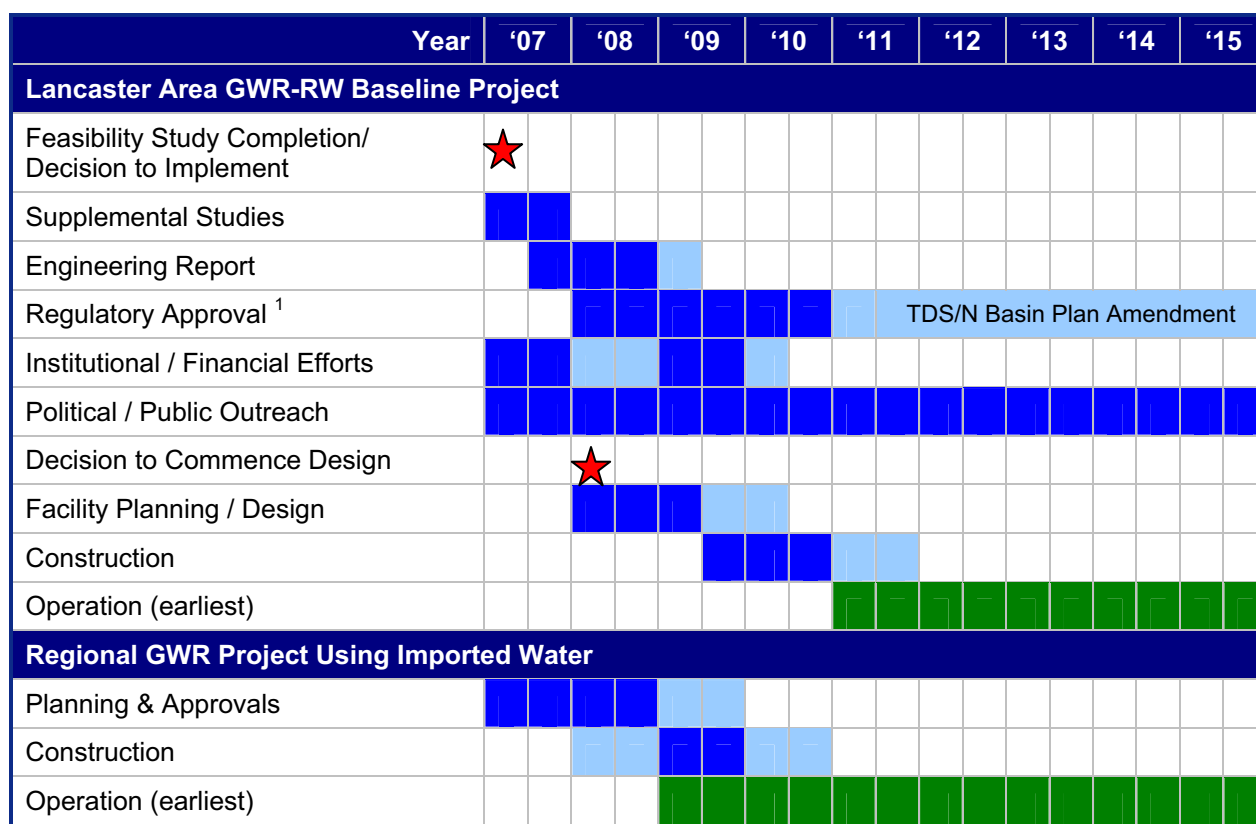 Year ‘07 ‘08 ‘09 ‘10 ‘11 ‘12 ‘13 ‘14 ‘15
Lancaster Area GWR-RW Baseline Project
Feasibility Study Completion/
Decision to Implement
Supplemental Studies
Engineering Report
Regulatory Approval 1 TDS/N Basin Plan Amendment
Institutional / Financial Efforts
Political / Public Outreach
Decision to Commence Design
Facility Planning / Design
Construction
Operation (earliest)
Regional GWR Project Using Imported Water
Planning & Approvals
Construction
Operation (earliest)